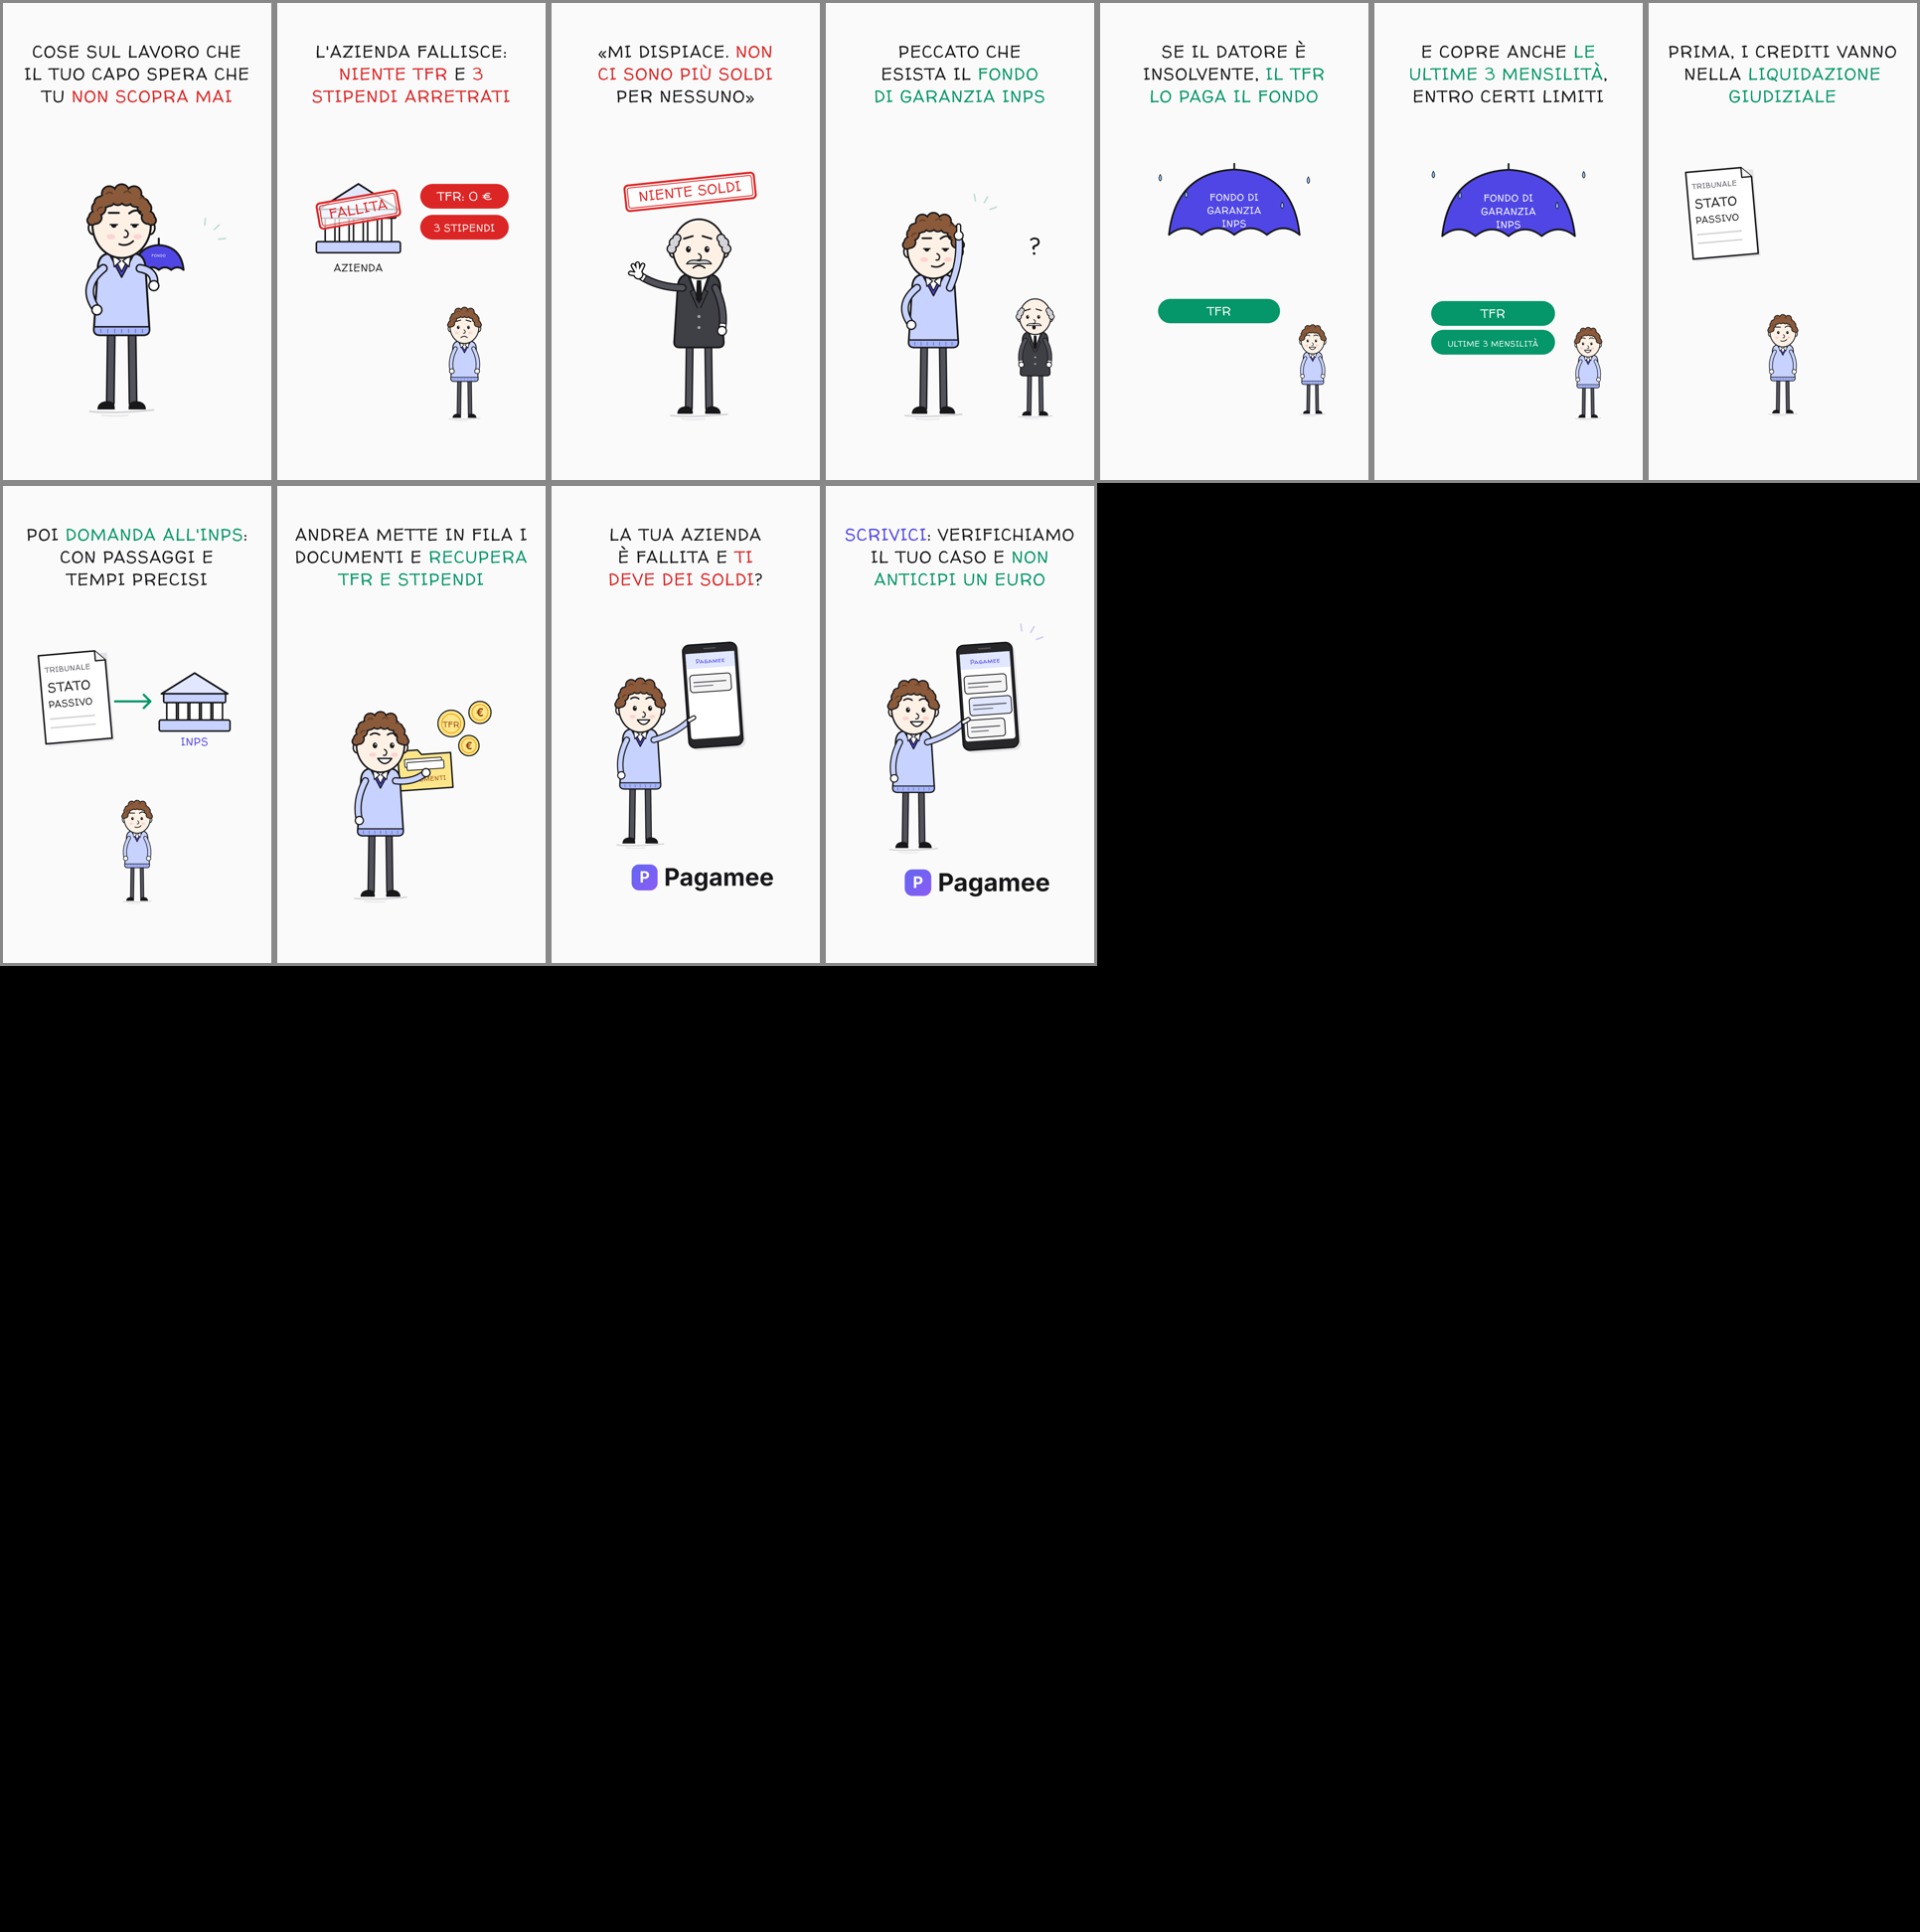 COSE SUL LAVORO CHE
IL TUO CAPO SPERA CHE
TU NON SCOPRA MAI
FONDO
L'AZIENDA FALLISCE:
NIENTE TFR E 3
STIPENDI ARRETRATI
FALLITA
TFR: 0 €
3 STIPENDI
AZIENDA
«MI DISPIACE. NON
CI SONO PIÙ SOLDI
PER NESSUNO»
NIENTE SOLDI
PECCATO CHE
ESISTA IL FONDO
DI GARANZIA INPS
?
SE IL DATORE È
INSOLVENTE, IL TFR
LO PAGA IL FONDO
FONDO DI
GARANZIA
INPS
TFR
E COPRE ANCHE LE
ULTIME 3 MENSILITÀ,
ENTRO CERTI LIMITI
FONDO DI
GARANZIA
INPS
TFR
ULTIME 3 MENSILITÀ
PRIMA, I CREDITI VANNO
NELLA LIQUIDAZIONE
GIUDIZIALE
TRIBUNALE
STATO
PASSIVO
POI DOMANDA ALL'INPS:
CON PASSAGGI E
TEMPI PRECISI
TRIBUNALE
STATO
PASSIVO
INPS
ANDREA METTE IN FILA I
DOCUMENTI E RECUPERA
TFR E STIPENDI
TFR
€
€
LA TUA AZIENDA
È FALLITA E TI
DEVE DEI SOLDI?
PAGAMEE
P Pagamee
SCRIVICI: VERIFICHIAMO
IL TUO CASO E NON
ANTICIPI UN EURO
PAGAMEE
P Pagamee